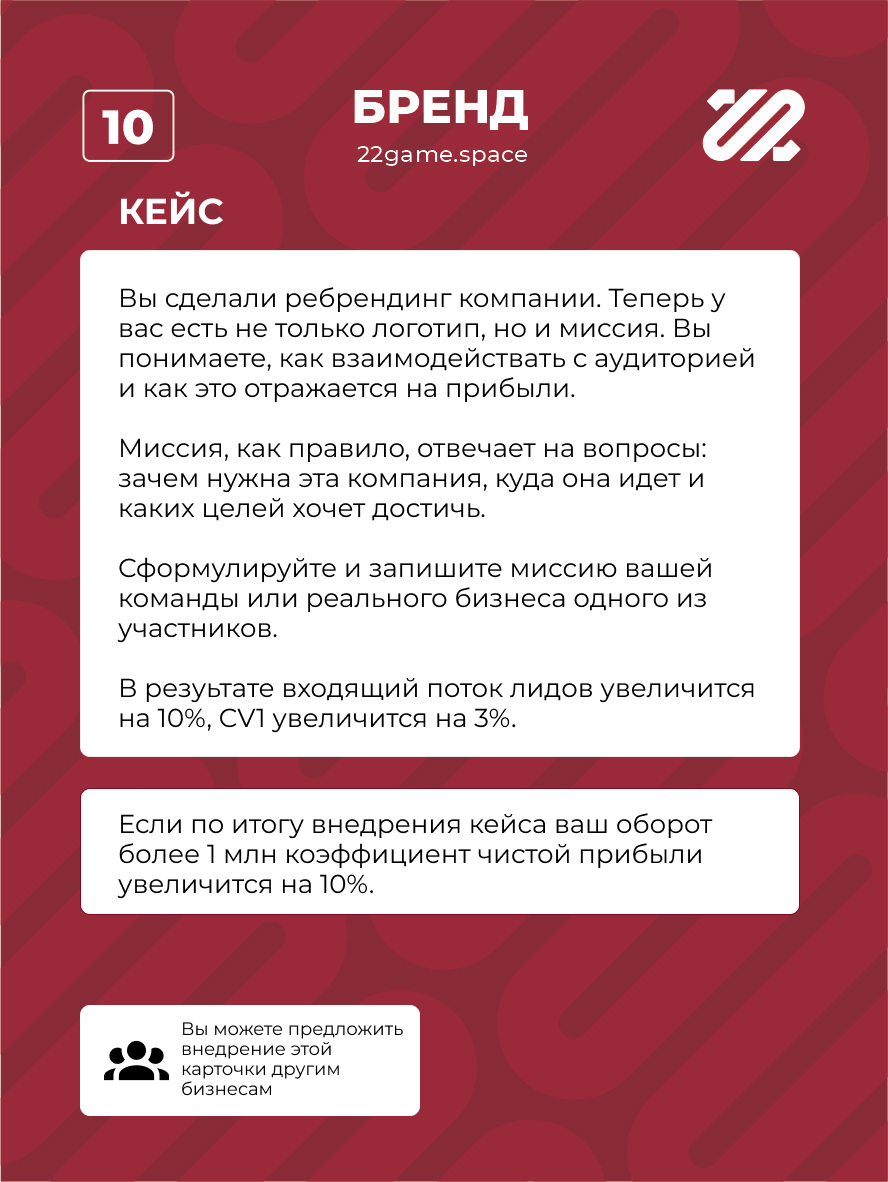 10
БРЕНД
22game.space
КЕЙС
Вы сделали ребрендинг компании. Теперь у
вас есть не только логотип, но и миссия. Вы
понимаете, как взаимодействать с аудиторией
и как это отражается на прибыли.
Миссия, как правило, отвечает на вопросы:
зачем нужна эта компания, куда она идет и
каких целей хочет достичь.
Сформулируйте и запишите миссию вашей
команды или реального бизнеса одного из
участников.
В резуьтате входящий поток лидов увеличится
на 10%, CV1 увеличится на 3%.
Если по итогу внедрения кейса ваш оборот
более 1 млн коэффициент чистой прибыли
увеличится на 10%.
Вы можете предложить
внедрение этой
карточки другим
бизнесам